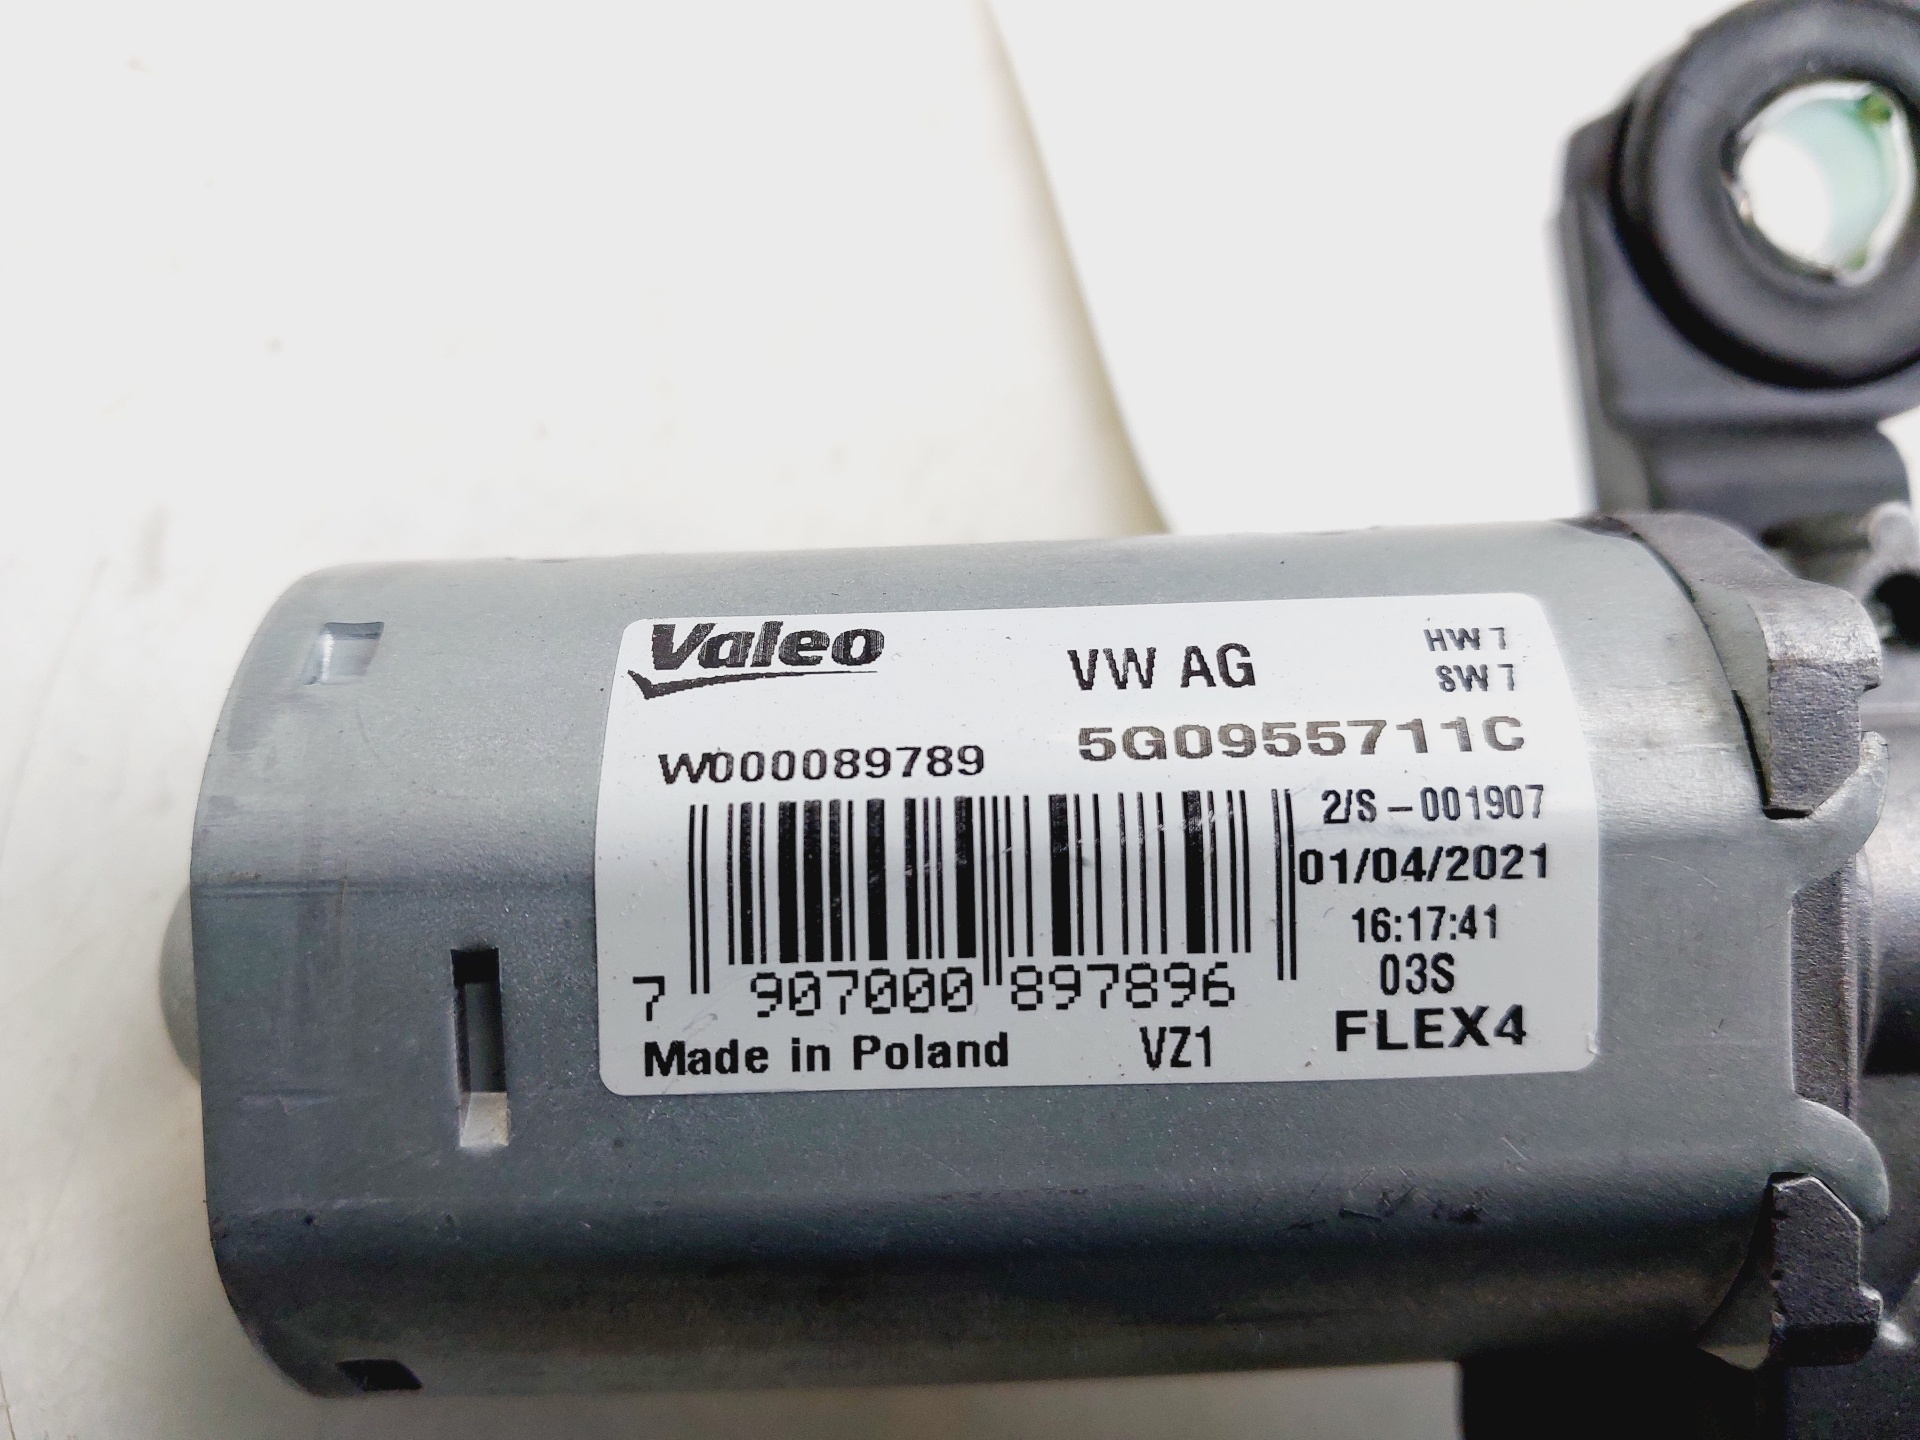 Valeo
VW AG
HW 7
SW 7
W000089789
5G0955711C
2/S-001907
01/04/2021
16:17:41
03S
7 907000 897896
Made in Poland
VZ1
FLEX4